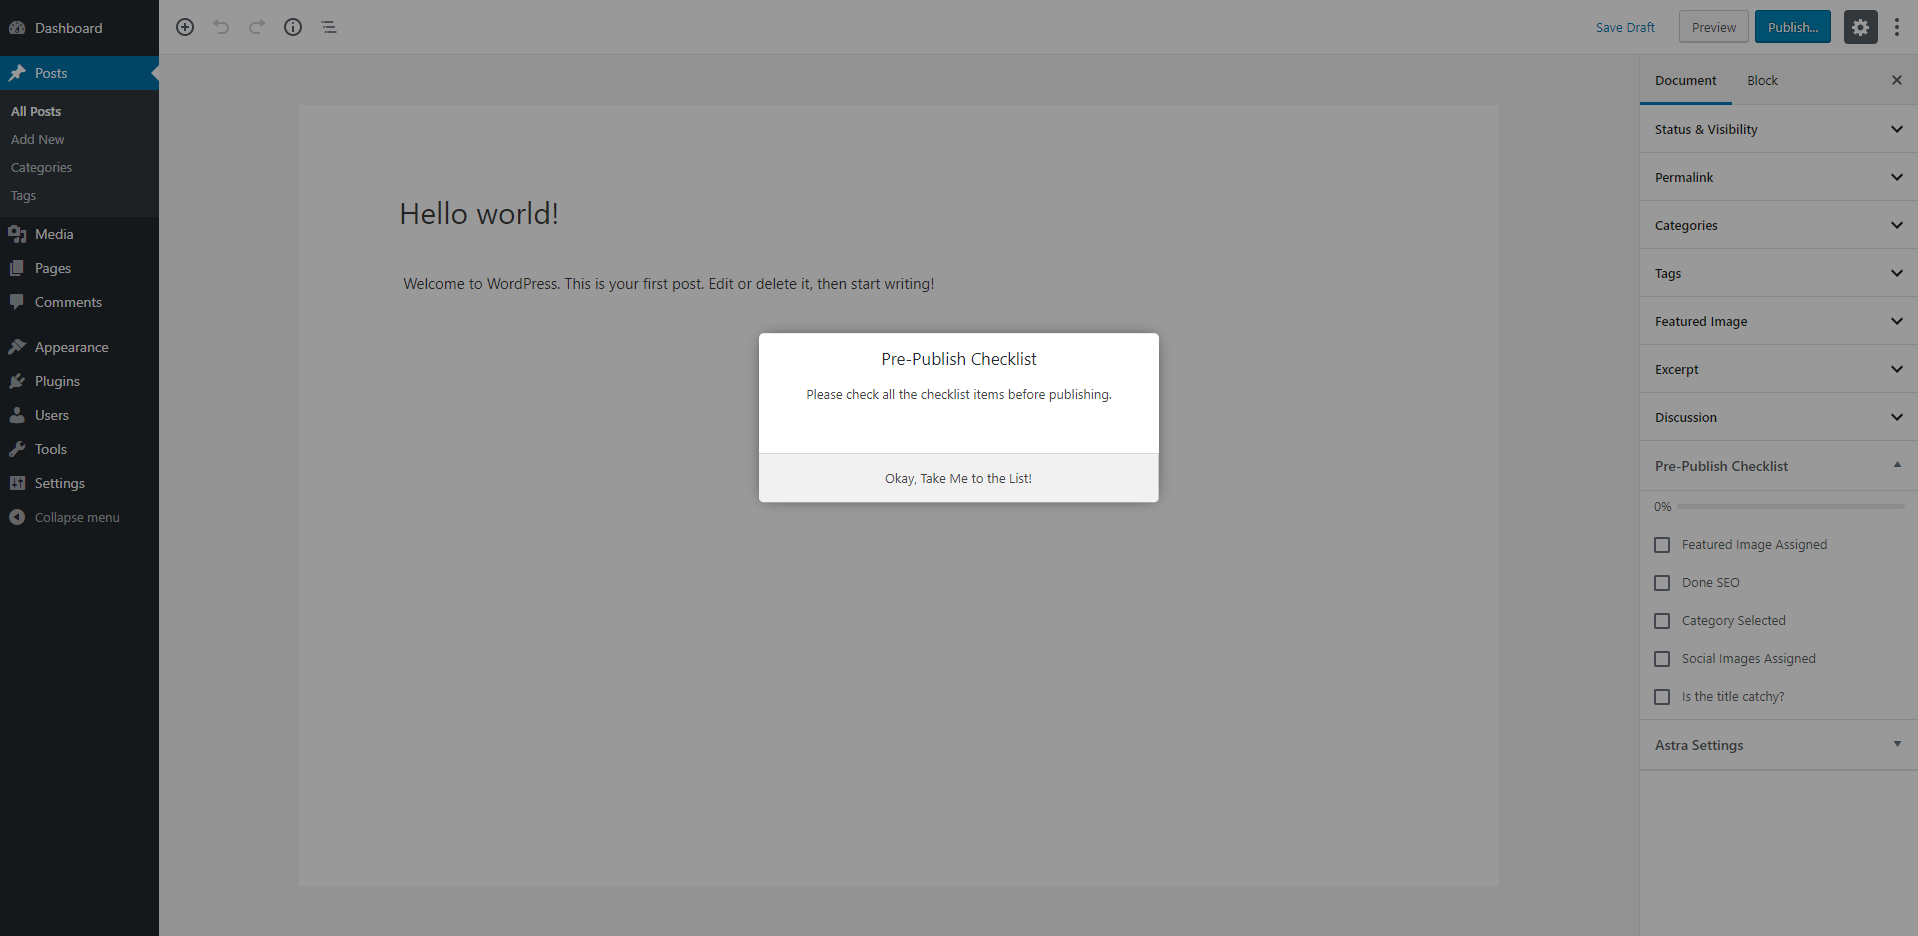 Dashboard
Posts
All Posts
Add New
Categories
Tags
Media
Pages
Comments
Appearance
Plugins
Users
Tools
Settings
Collapse menu
Save Draft
Preview
Publish...
Hello world!
Welcome to WordPress. This is your first post. Edit or delete it, then start writing!
Pre-Publish Checklist
Please check all the checklist items before publishing.
Okay, Take Me to the List!
Document
Block
Status & Visibility
Permalink
Categories
Tags
Featured Image
Excerpt
Discussion
Pre-Publish Checklist
0%
Featured Image Assigned
Done SEO
Category Selected
Social Images Assigned
Is the title catchy?
Astra Settings